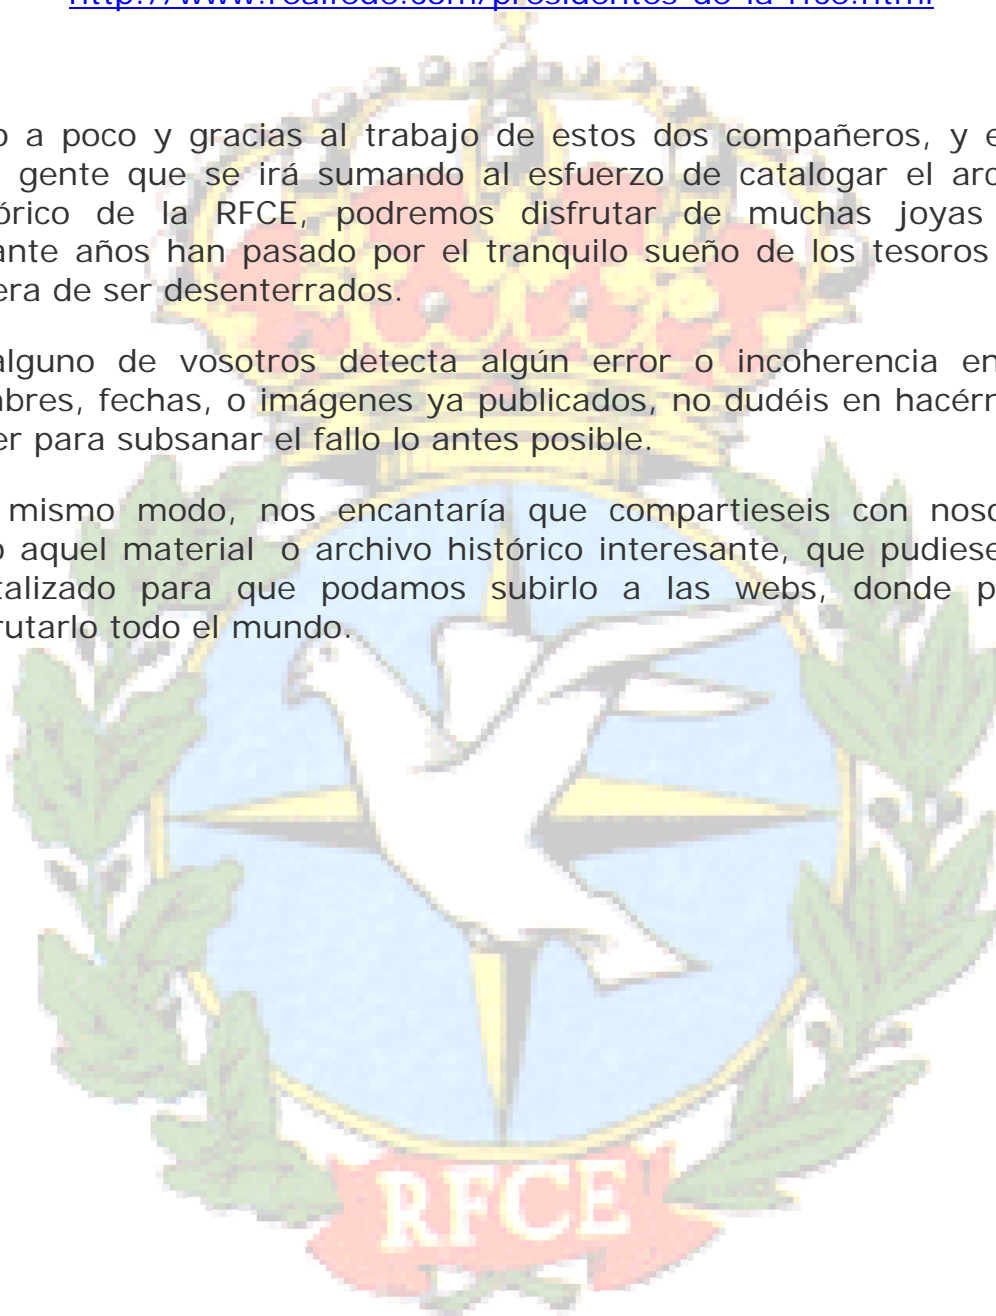 http://www.realfede.com/presidentes-de-la-rfce.html
o a poco y gracias al trabajo de estos dos compañeros, y e
gente que se irá sumando al esfuerzo de catalogar el arc
órico de la RFCE, podremos disfrutar de muchas joyas
ante años han pasado por el tranquilo sueño de los tesoros
era de ser desenterrados.
alguno de vosotros detecta algún error o incoherencia en
bres, fechas, o imágenes ya publicados, no dudéis en hacérn
er para subsanar el fallo lo antes posible.
mismo modo, nos encantaría que compartieseis con noso
o aquel material o archivo histórico interesante, que pudiese
talizado para que podamos subirlo a las webs, donde p
rutarlo todo el mundo.
RFCE